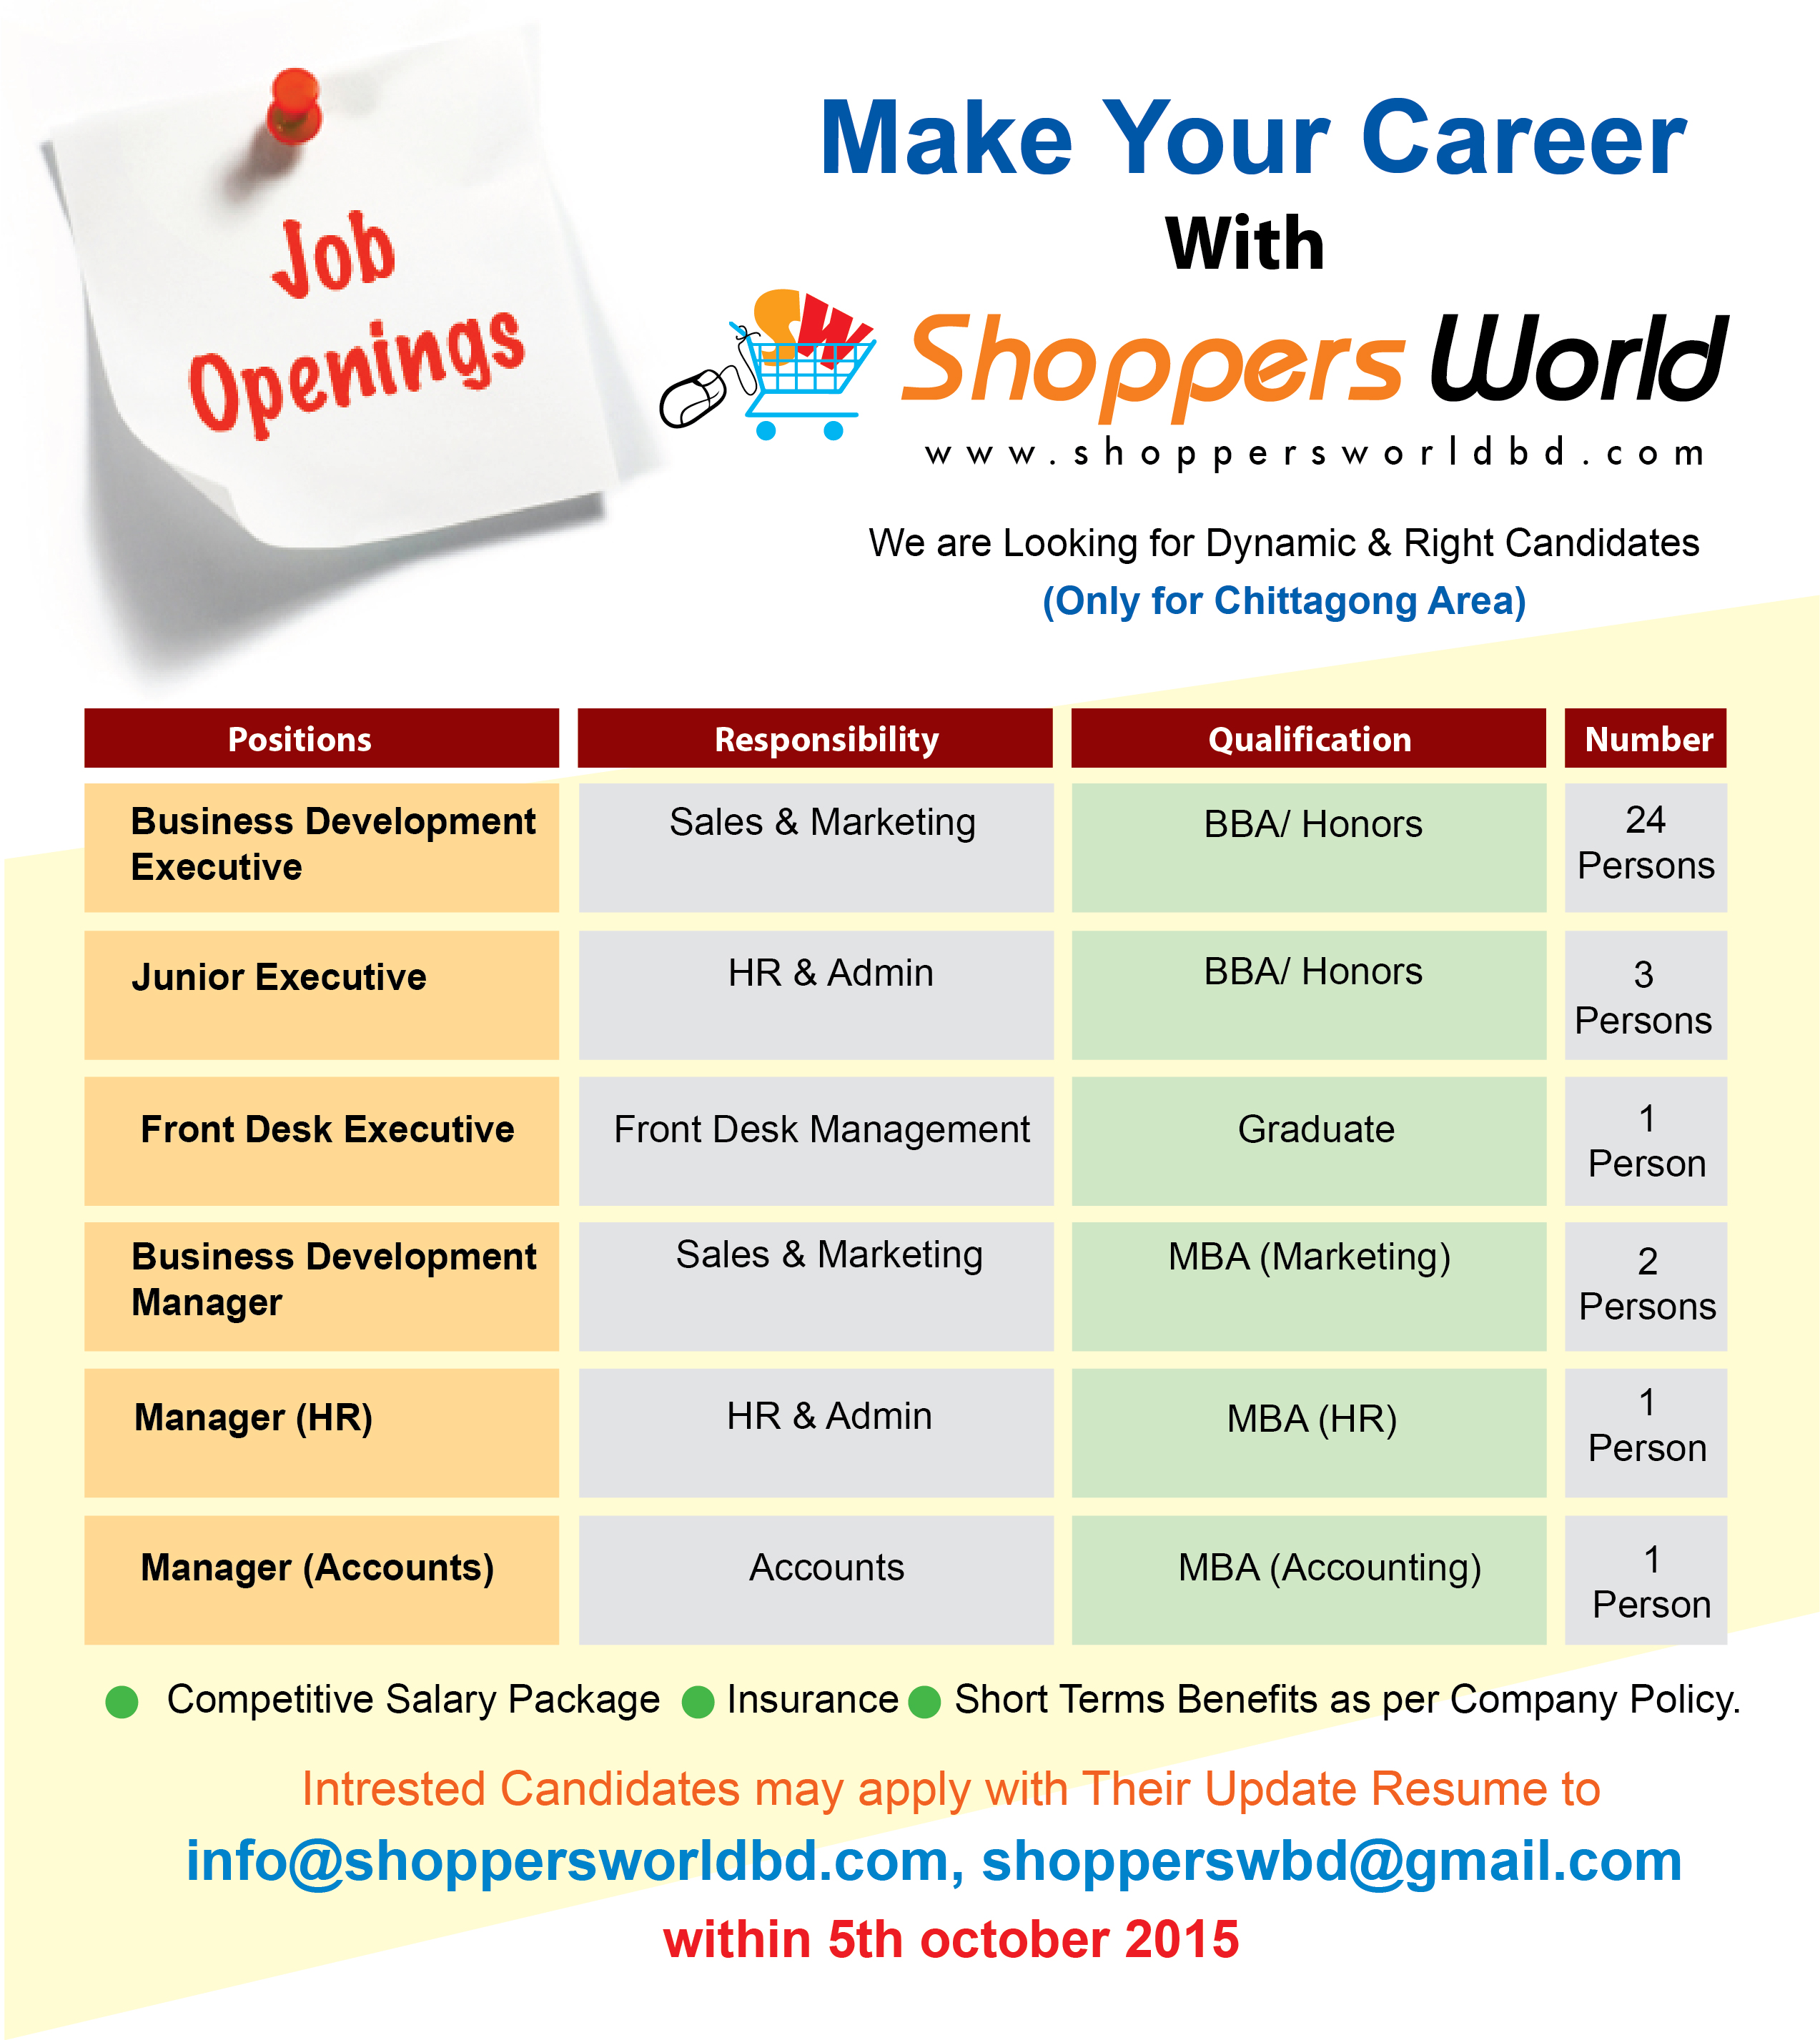 Job
Openings
Make Your Career
With
SW
Shoppers World
www.shoppersworldbd.com
We are Looking for Dynamic & Right Candidates
(Only for Chittagong Area)
Positions Responsibility Qualification Number
Business Development
Executive
Sales & Marketing
BBA/ Honors
24
Persons
Junior Executive
HR & Admin
BBA/ Honors
3
Persons
Front Desk Executive
Front Desk Management
Graduate
1
Person
Business Development
Manager
Sales & Marketing
MBA (Marketing)
2
Persons
Manager (HR)
HR & Admin
MBA (HR)
1
Person
Manager (Accounts)
Accounts
MBA (Accounting)
1
Person
Competitive Salary Package Insurance Short Terms Benefits as per Company Policy.
Intrested Candidates may apply with Their Update Resume to
info@shoppersworldbd.com, shopperswbd@gmail.com
within 5th october 2015